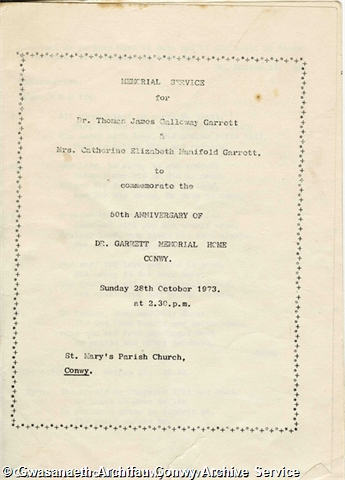 MEMORIAL SERVICE
for
Dr. Thomas James Calloway Garrett
&
Mrs. Catherine Elizabeth Manifold Garrett.
to
commemorate the
50th ANNIVERSARY OF
DR. GARRETT MEMORIAL HOME
CONWY.
Sunday 28th October 1973.
at 2.30.p.m.
St. Mary's Parish Church,
Conwy.
© Gwasanaeth Archifau Conwy Archive Service